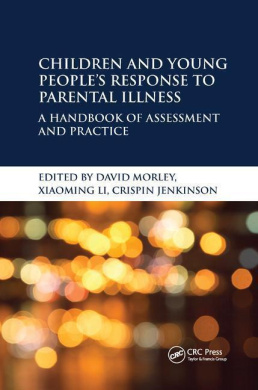 CHILDREN AND YOUNG
PEOPLE'S RESPONSE TO
PARENTAL ILLNESS
A HANDBOOK OF ASSESSMENT
AND PRACTICE
EDITED BY DAVID MORLEY,
XIAOMING LI, CRISPIN JENKINSON
CRC
CRC Press
Taylor & Francis Group